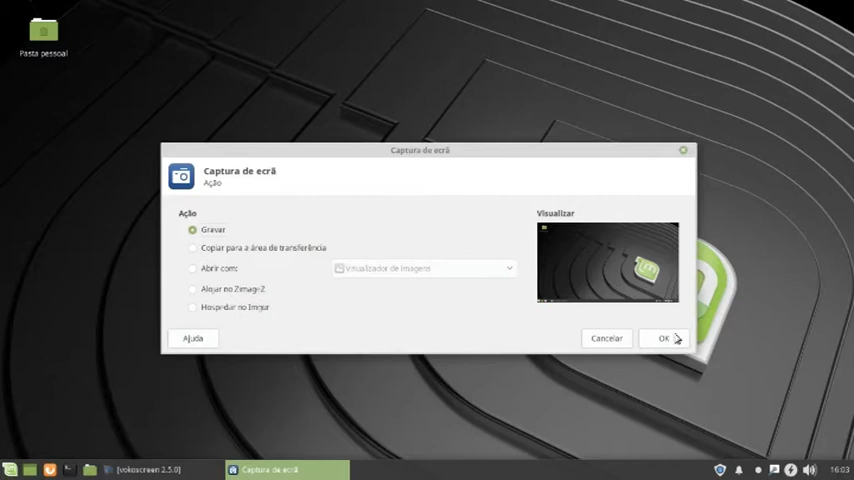 Pasta pessoal
Captura de ecrã
Captura de ecrã
Ação
Ação
Visualizar
Gravar
Copiar para a área de transferência
Abrir com:
Visualizador de Imagens
Alojar no ZimageZ
Hospedar no Imgur
Ajuda
Cancelar
OK
[vokoscreen 2.5.0]
Captura de ecrã
16:03